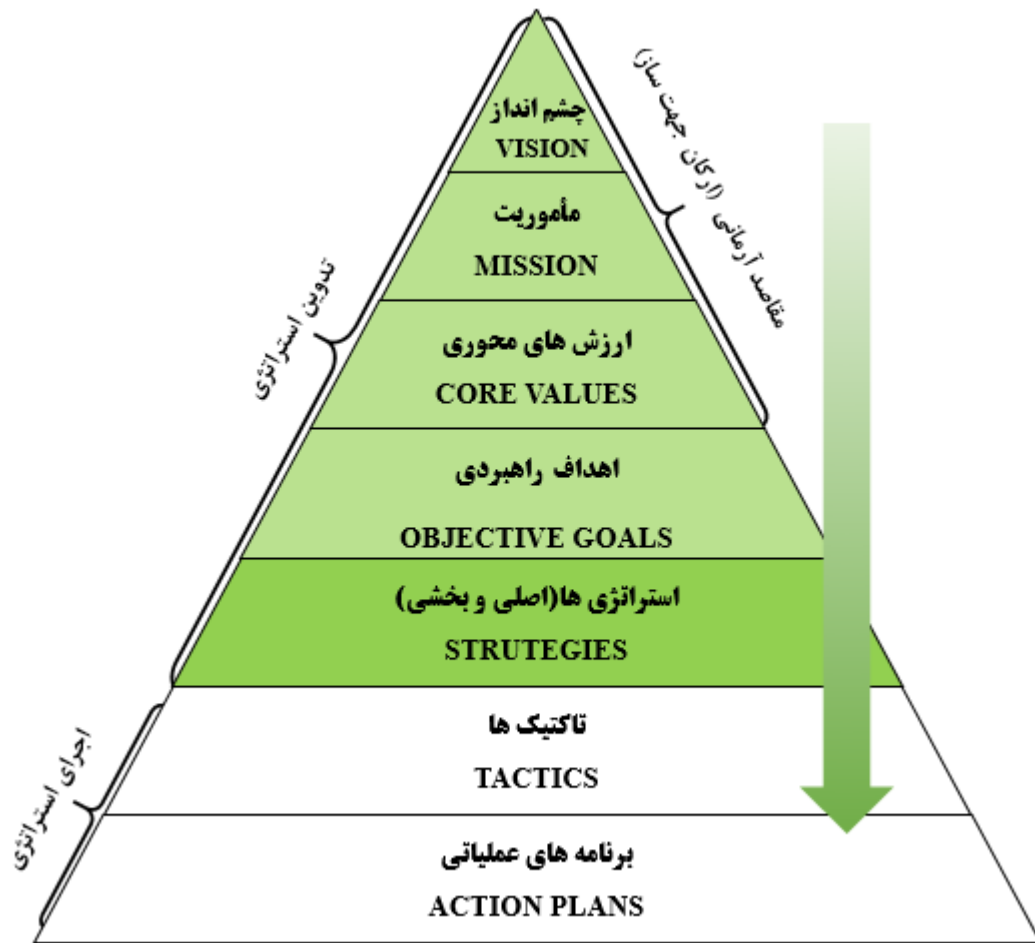 چشم انداز
VISION
مأموریت
MISSION
ارزش های محوری
CORE VALUES
اهداف راهبردی
OBJECTIVE GOALS
استراتژی ها(اصلی و بخشی)
STRUTEGIES
تاکتیک ها
TACTICS
برنامه های عملیاتی
ACTION PLANS
مقاصد آرمانی (ارکان جهت ساز)
تدوین استراتژی
اجرای استراتژی